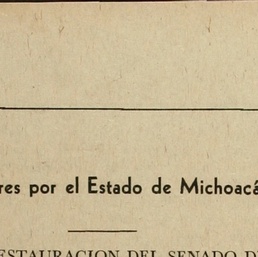 res por el Estado de Michoacá
ESTAURACION DEL SENADO D